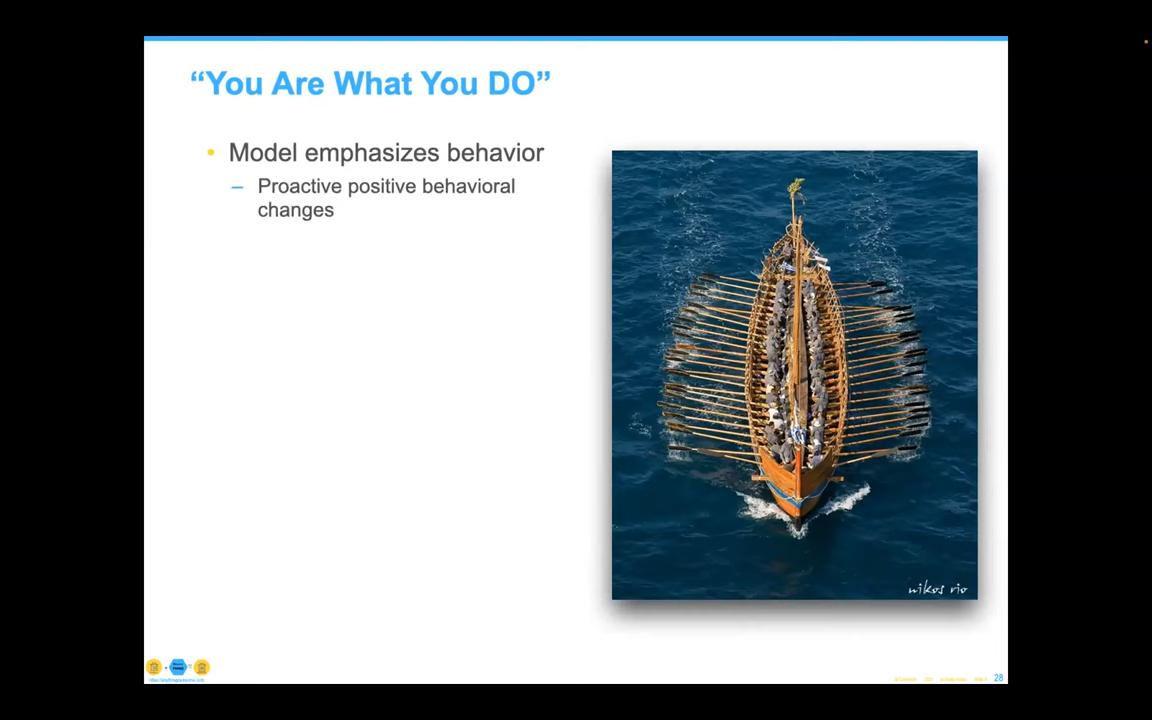 “You Are What You DO”
• Model emphasizes behavior
– Proactive positive behavioral
changes
nikos rio
28